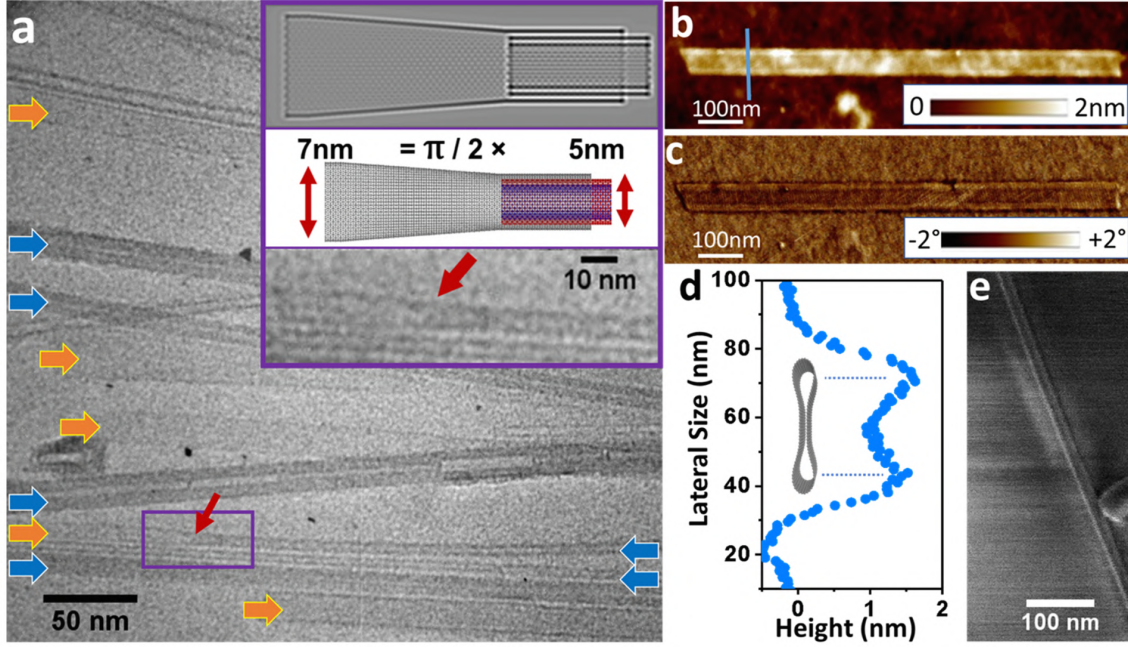 a
7nm = π / 2 × 5nm
10 nm
50 nm
b
100nm
0 2nm
c
100nm
-2° +2°
d
100
80
60
40
20
Lateral Size (nm)
0 1 2
Height (nm)
e
100 nm